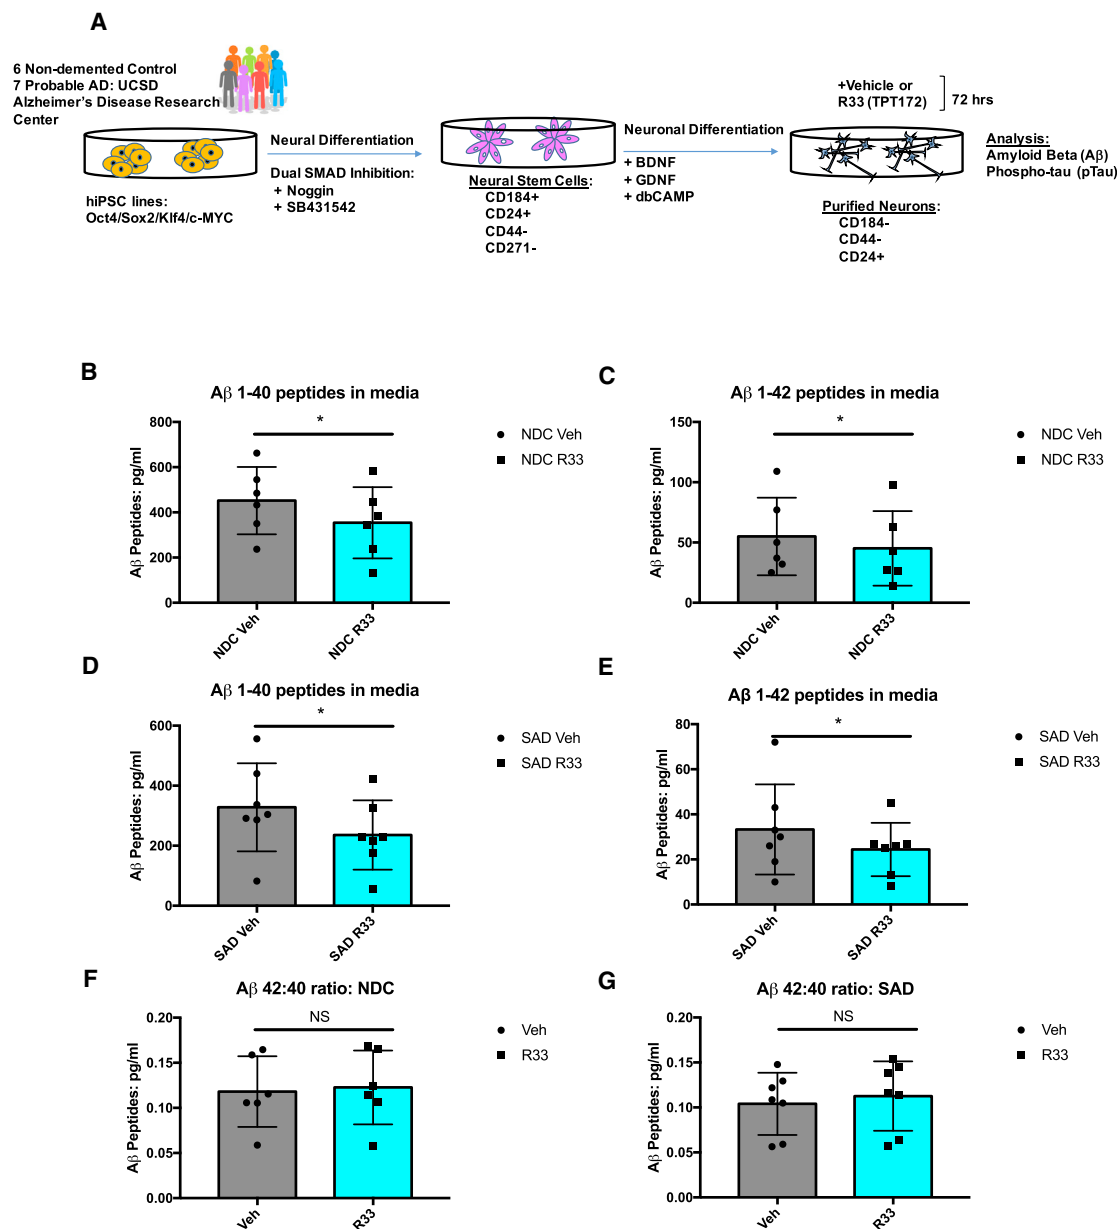 A
6 Non-demented Control
7 Probable AD: UCSD
Alzheimer's Disease Research
Center
hiPSC lines:
Oct4/Sox2/Klf4/c-MYC
Neural Differentiation
Dual SMAD Inhibition:
+ Noggin
+ SB431542
Neural Stem Cells:
CD184+
CD24+
CD44-
CD271-
Neuronal Differentiation
+ BDNF
+ GDNF
+ dbCAMP
+Vehicle or
R33 (TPT172)
72 hrs
Purified Neurons:
CD184-
CD44-
CD24+
Analysis:
Amyloid Beta (Aβ)
Phospho-tau (pTau)
B
Aβ 1-40 peptides in media
Aβ Peptides: pg/ml
800
600
400
200
0
*
NDC Veh
NDC R33
NDC Veh
NDC R33
C
Aβ 1-42 peptides in media
Aβ Peptides: pg/ml
150
100
50
0
*
NDC Veh
NDC R33
NDC Veh
NDC R33
D
Aβ 1-40 peptides in media
Aβ Peptides: pg/ml
600
400
200
0
*
SAD Veh
SAD R33
SAD Veh
SAD R33
E
Aβ 1-42 peptides in media
Aβ Peptides: pg/ml
80
60
40
20
0
*
SAD Veh
SAD R33
SAD Veh
SAD R33
F
Aβ 42:40 ratio: NDC
Aβ Peptides: pg/ml
0.20
0.15
0.10
0.05
0.00
NS
Veh
R33
Veh
R33
G
Aβ 42:40 ratio: SAD
Aβ Peptides: pg/ml
0.20
0.15
0.10
0.05
0.00
NS
Veh
R33
Veh
R33